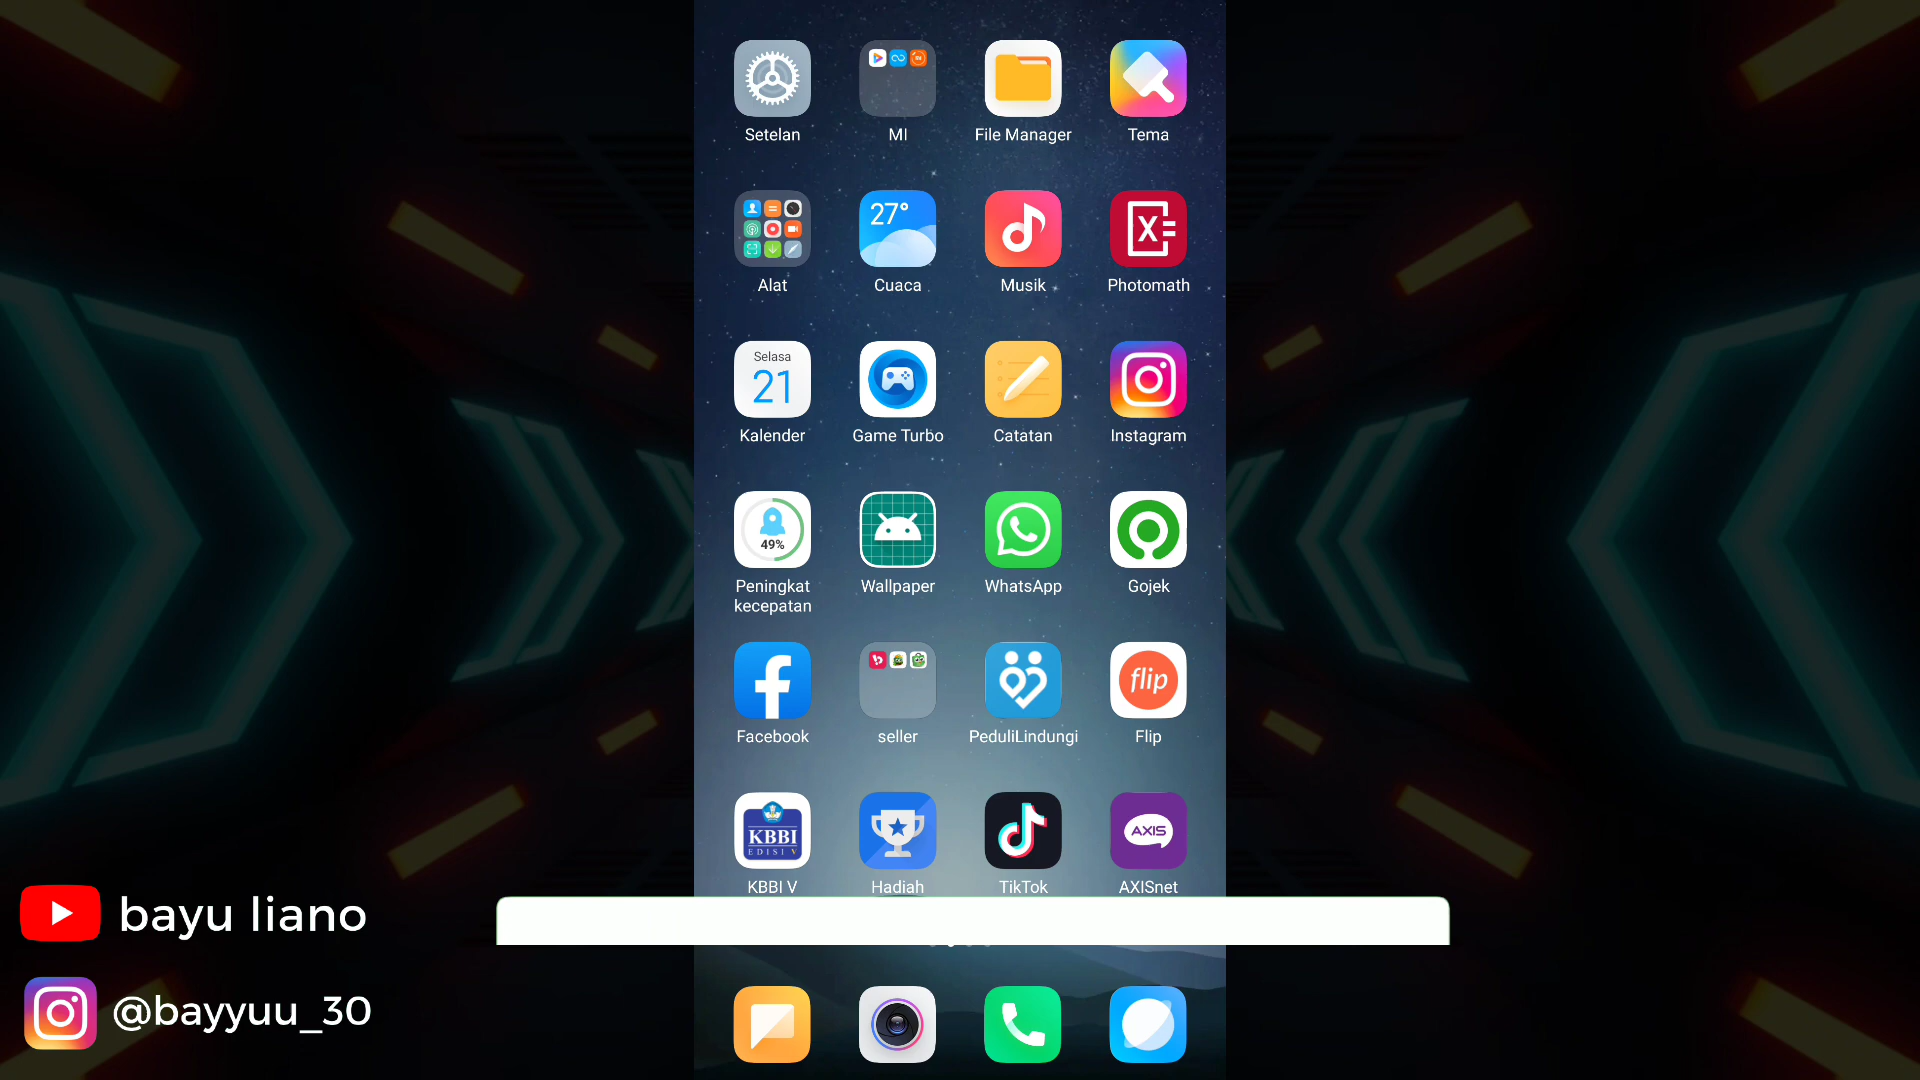 Setelan
MI
File Manager
Tema
27°
Alat
Cuaca
Musik
X
Photomath
Selasa
21
Kalender
Game Turbo
Catatan
Instagram
49%
Peningkat
kecepatan
Wallpaper
WhatsApp
Gojek
flip
Facebook
seller
PeduliLindungi
Flip
KBBI
EDISI V
AXIS
KBBI V
Hadiah
TikTok
AXISnet
bayu liano
@bayyuu_30